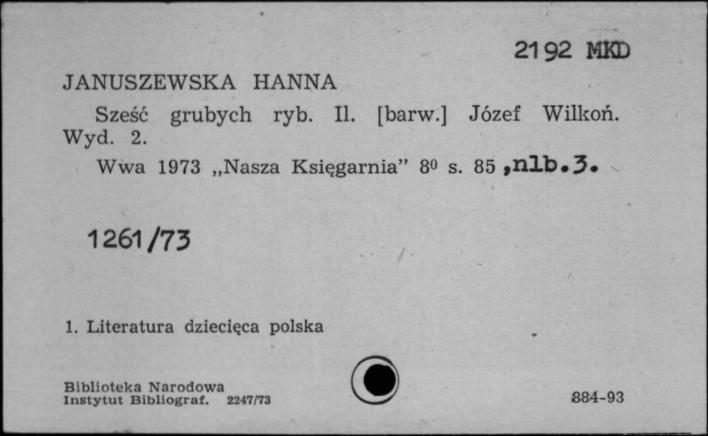 2192 MKD
JANUSZEWSKA HANNA
Sześć grubych ryb. Il. [barw.] Józef Wilkoń.
Wyd. 2.
Wwa 1973 „Nasza Księgarnia” 8⁰ s. 85 ,nlb.3.
1261/73
1. Literatura dziecięca polska
Biblioteka Narodowa
Instytut Bibliograf. 2247/73
884-93